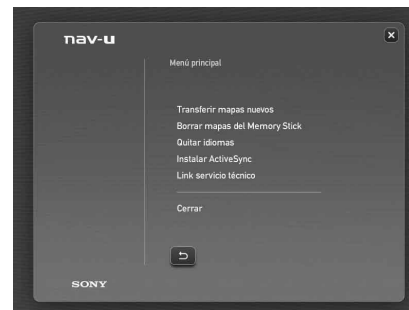 nav-u
Menú principal
Transferir mapas nuevos
Borrar mapas del Memory Stick
Quitar idiomas
Instalar ActiveSync
Link servicio técnico
Cerrar
SONY